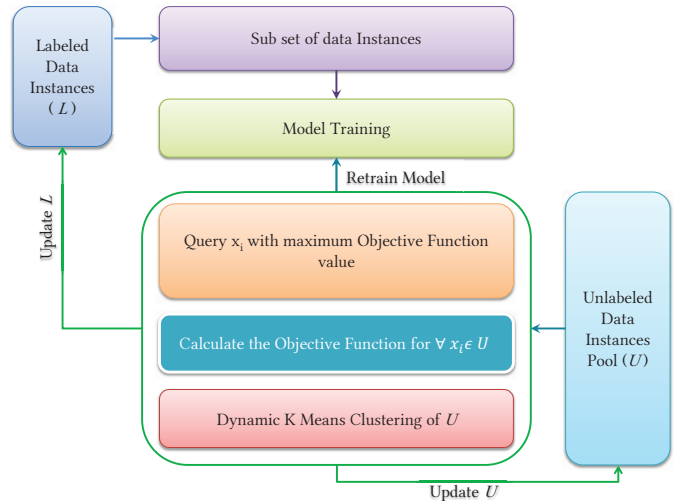 Labeled
Data
Instances
(L)
Sub set of data Instances
Model Training
Retrain Model
Update L
Query xi with maximum Objective Function
value
Calculate the Objective Function for ∀ xiϵ U
Dynamic K Means Clustering of U
Unlabeled
Data
Instances
Pool (U)
Update U